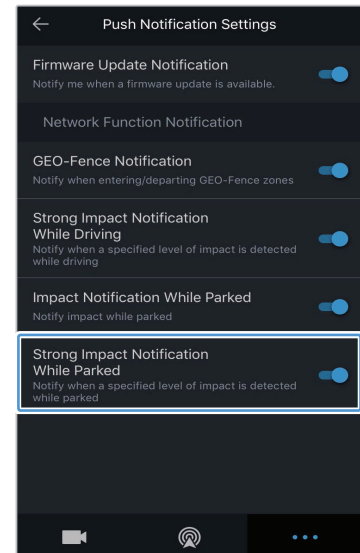 Push Notification Settings
Firmware Update Notification
Notify me when a firmware update is available.
Network Function Notification
GEO-Fence Notification
Notify when entering/departing GEO-Fence zones
Strong Impact Notification
While Driving
Notify when a specified level of impact is detected
while driving
Impact Notification While Parked
Notify impact while parked
Strong Impact Notification
While Parked
Notify when a specified level of impact is detected
while parked